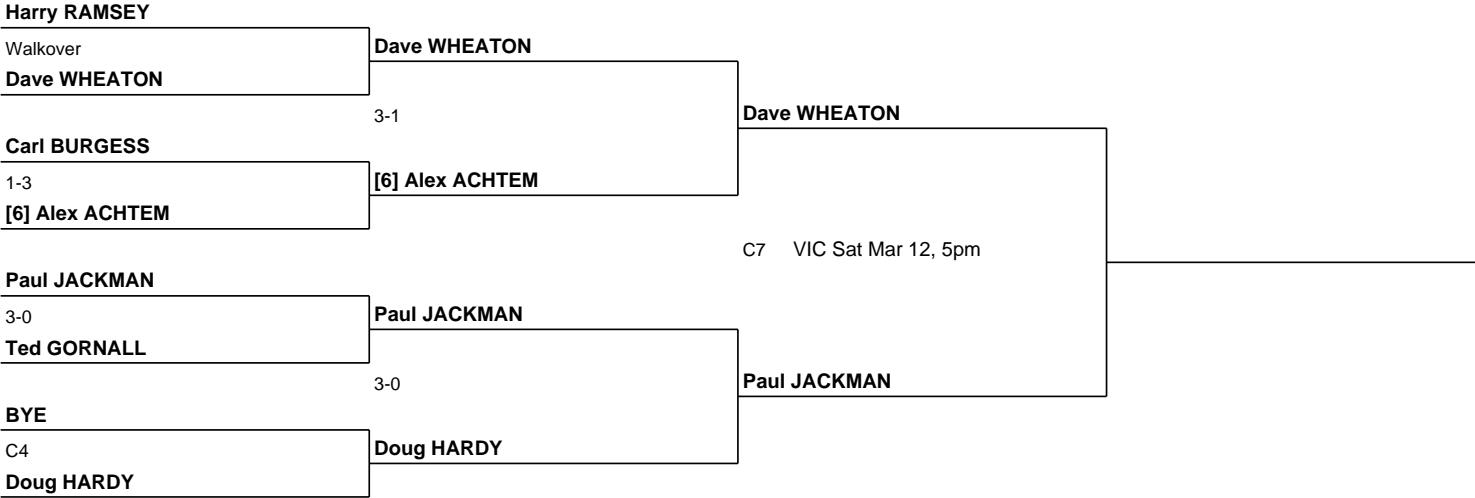 Harry RAMSEY
Walkover
Dave WHEATON
Carl BURGESS
1-3
[6] Alex ACHTEM
Paul JACKMAN
3-0
Ted GORNALL
BYE
C4
Doug HARDY
Dave WHEATON
3-1
[6] Alex ACHTEM
Paul JACKMAN
3-0
Doug HARDY
Dave WHEATON
C7 VIC Sat Mar 12, 5pm
Paul JACKMAN